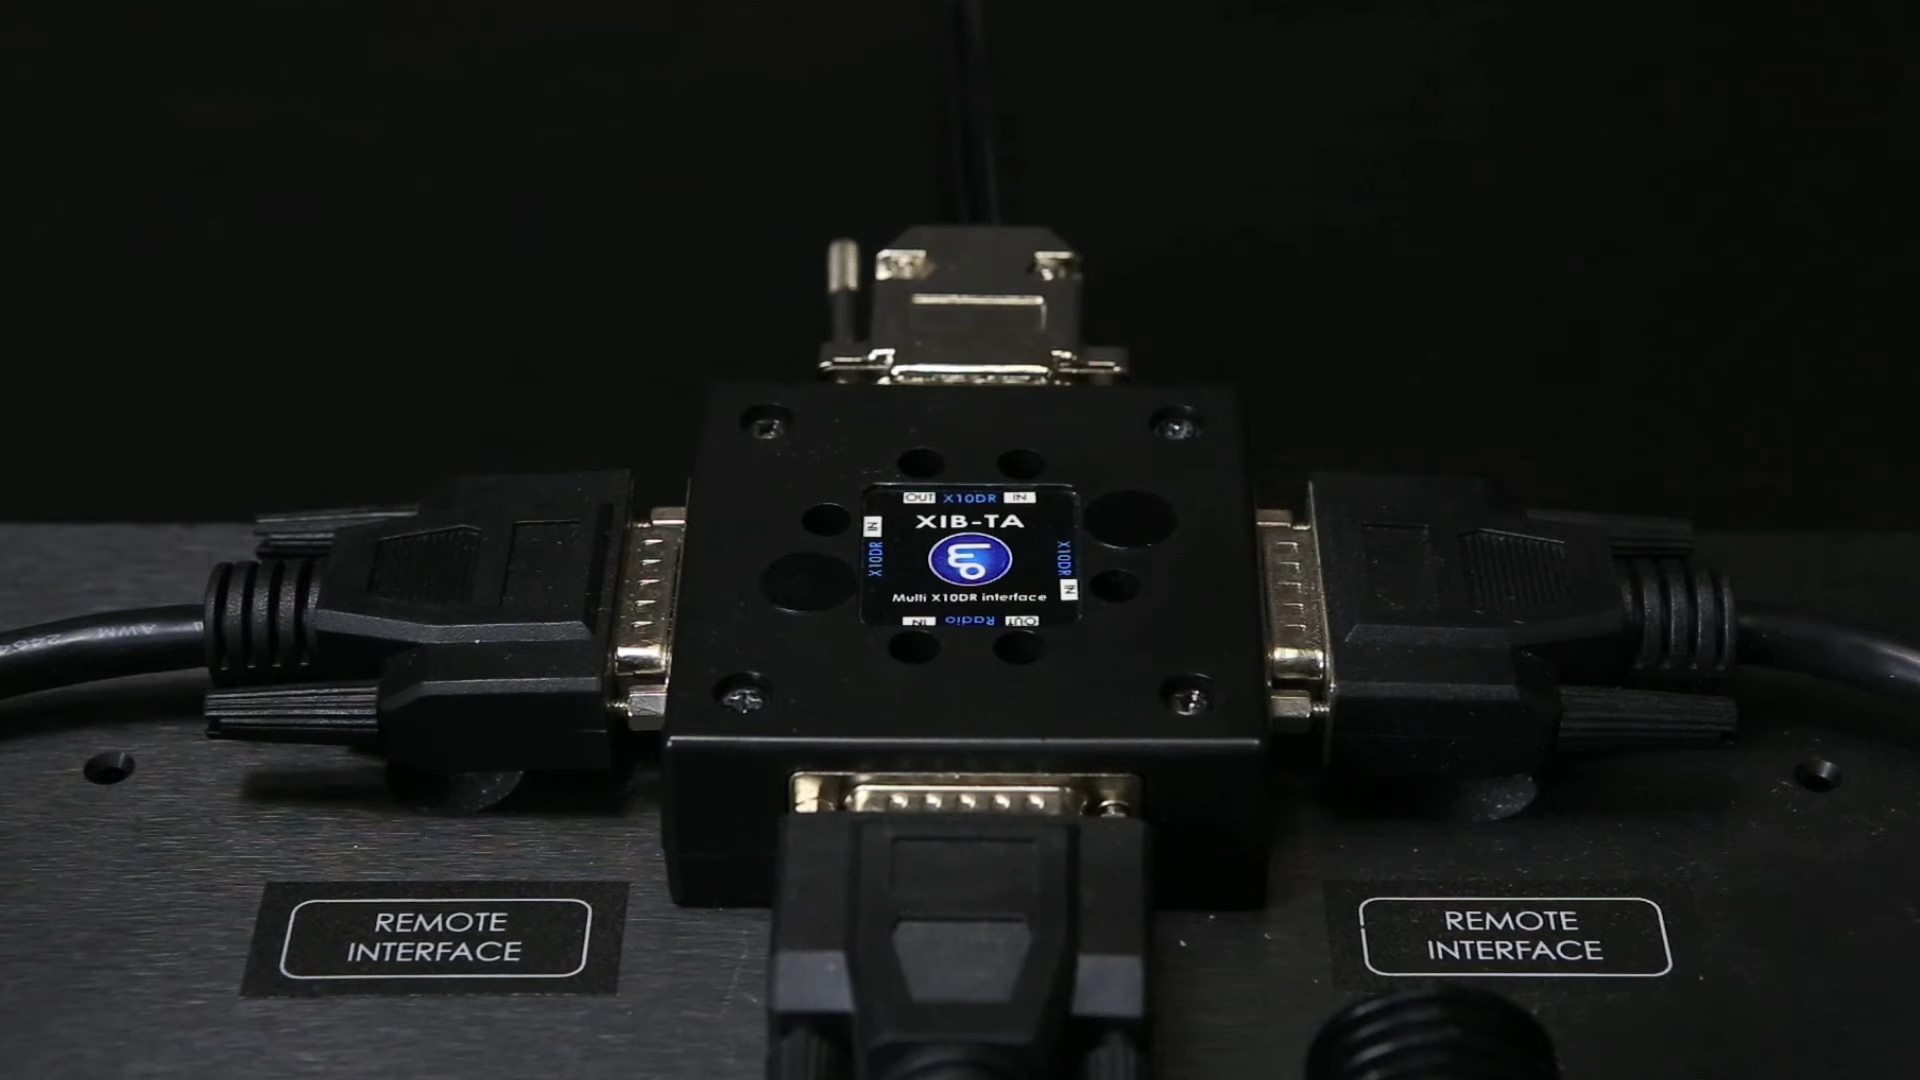 OUT X10DR IN
XIB-TA
IN
X10DR
X10DR
IN
Multi X10DR interface
IN Radio OUT
AWM
REMOTE
INTERFACE
REMOTE
INTERFACE